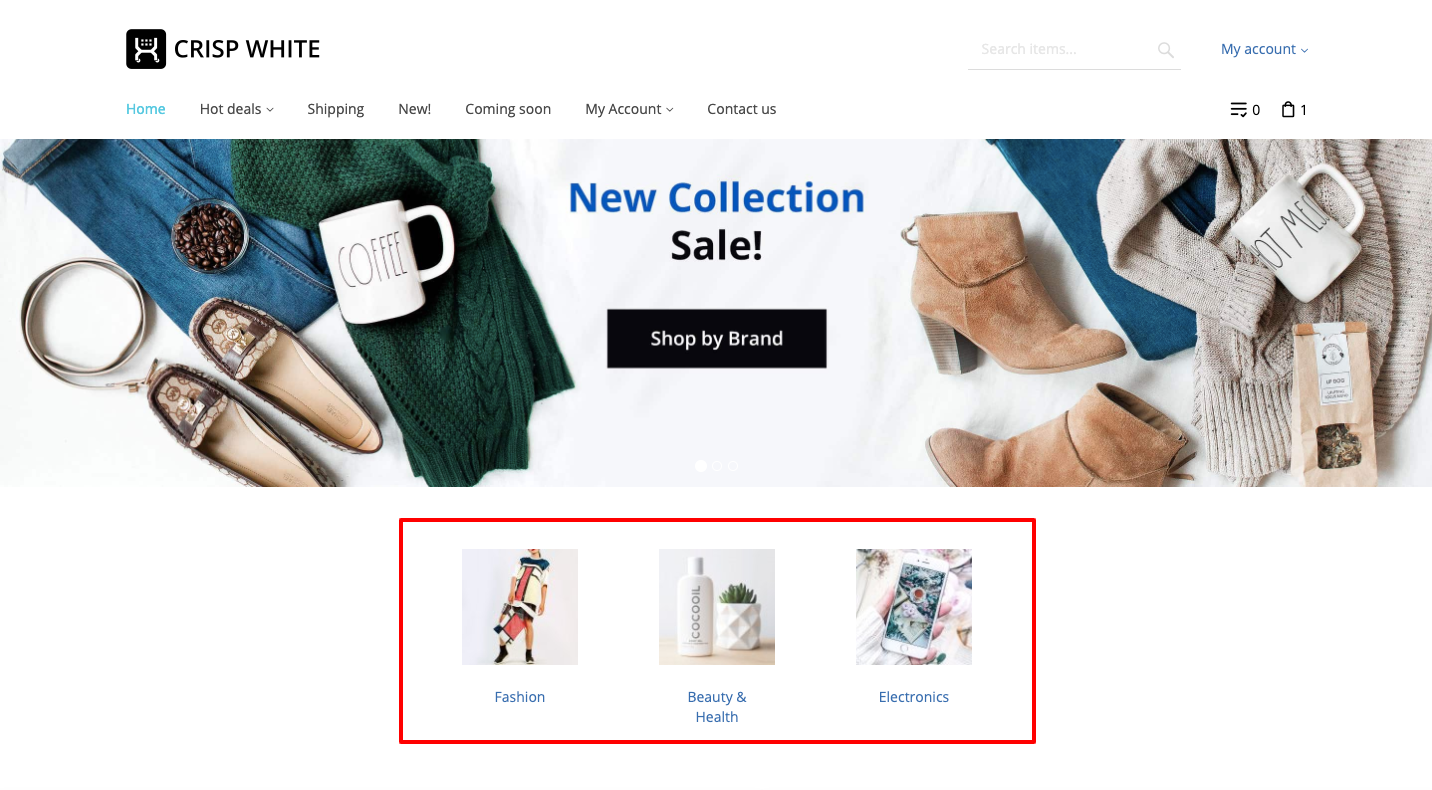 CRISP WHITE
Search items...
My account
Home Hot deals Shipping New! Coming soon My Account Contact us
0 1
New Collection
Sale!
Shop by Brand
COFFEE
HOT MESS
COCOOIL
Fashion
Beauty &
Health
Electronics